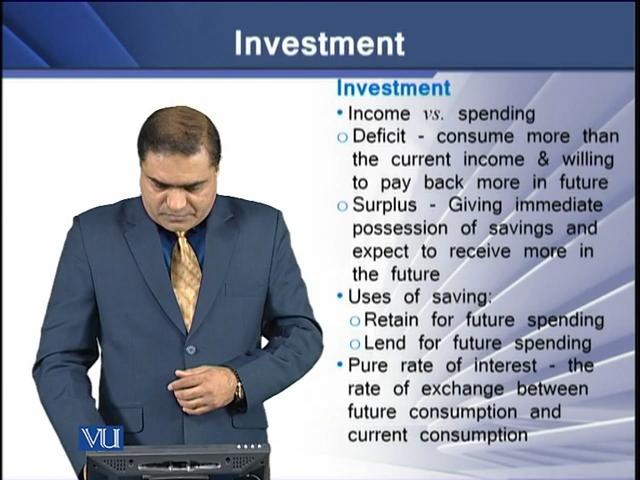 Investment
Investment
• Income vs. spending
o Deficit - consume more than
the current income & willing
to pay back more in future
o Surplus - Giving immediate
possession of savings and
expect to receive more in
the future
• Uses of saving:
o Retain for future spending
o Lend for future spending
• Pure rate of interest - the
rate of exchange between
future consumption and
current consumption
VU